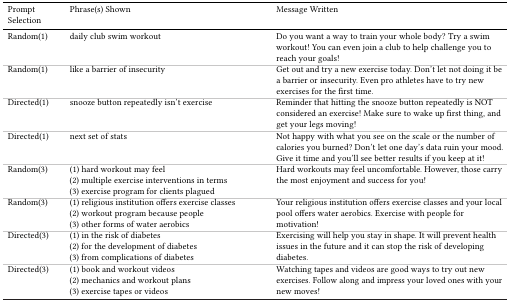 Prompt Selection Phrase(s) Shown Message Written
Random(1) daily club swim workout Do you want a way to train your whole body? Try a swim
workout! You can even join a club to help challenge you to
reach your goals!
Random(1) like a barrier of insecurity Get out and try a new exercise today. Don't let not doing it be
a barrier or insecurity. Even pro athletes have to try new
exercises for the first time.
Directed(1) snooze button repeatedly isn't exercise Reminder that hitting the snooze button repeatedly is NOT
considered an exercise! Make sure to wake up first thing, and
get your legs moving!
Directed(1) next set of stats Not happy with what you see on the scale or the number of
calories you burned? Don't let one day's data ruin your mood.
Give it time and you'll see better results if you keep at it!
Random(3) (1) hard workout may feel Hard workouts may feel uncomfortable. However, those carry
(2) multiple exercise interventions in terms the most enjoyment and success for you!
(3) exercise program for clients plagued
Random(3) (1) religious institution offers exercise classes Your religious institution offers exercise classes and your local
(2) workout program because people pool offers water aerobics. Exercise with people for
(3) other forms of water aerobics motivation!
Directed(3) (1) in the risk of diabetes Exercising will help you stay in shape. It will prevent health
(2) for the development of diabetes issues in the future and it can stop the risk of developing
(3) from complications of diabetes diabetes.
Directed(3) (1) book and workout videos Watching tapes and videos are good ways to try out new
(2) mechanics and workout plans exercises. Follow along and impress your loved ones with your
(3) exercise tapes or videos new moves!